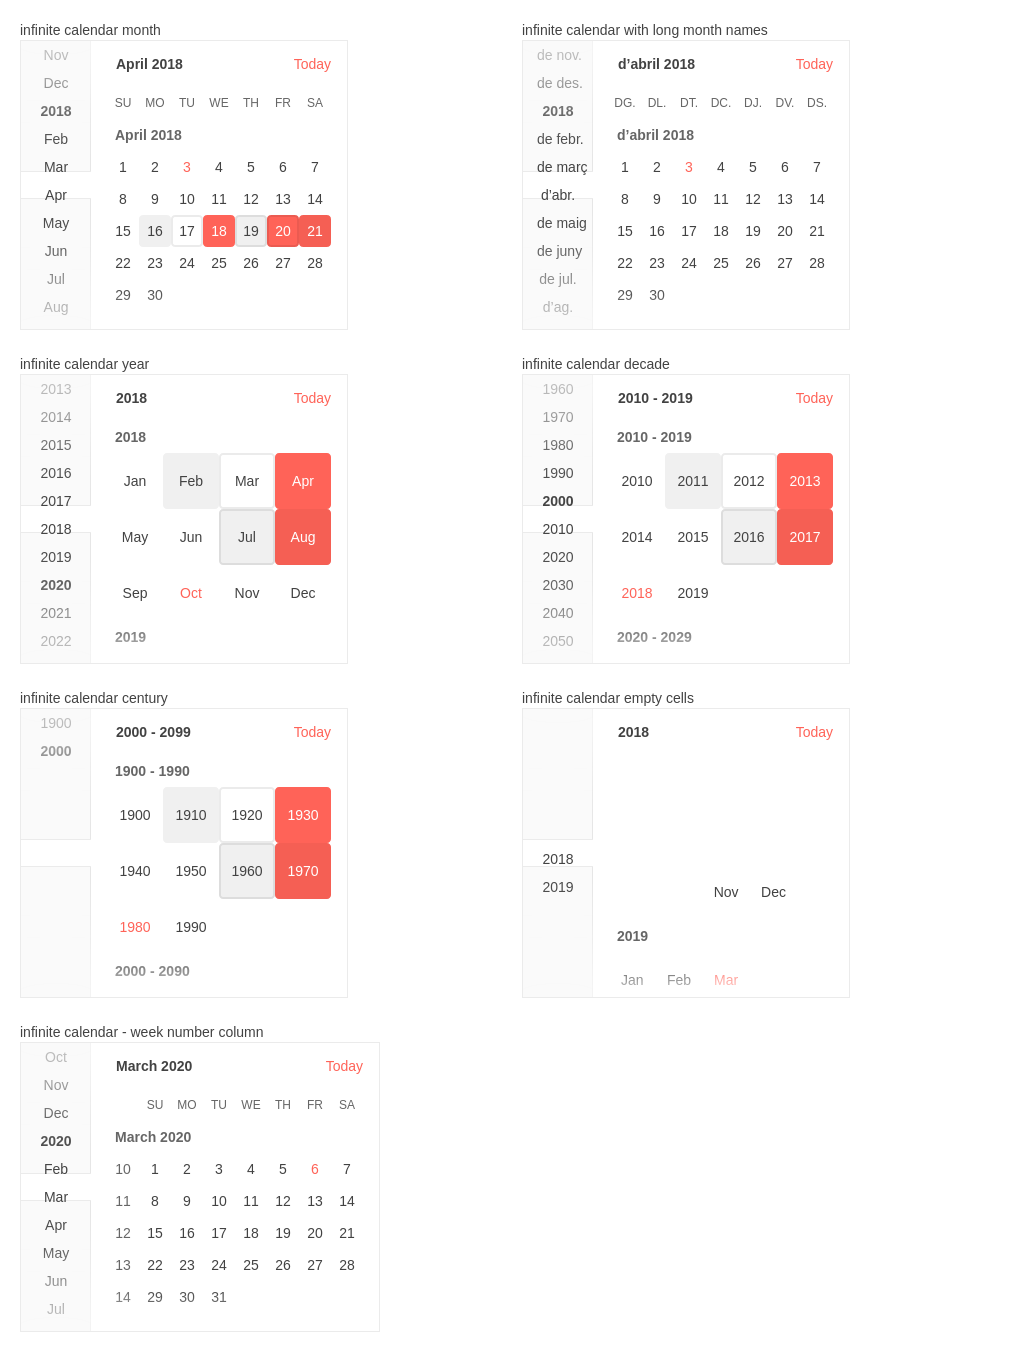 infinite calendar month
Nov
Dec
2018
Feb
Mar
Apr
May
Jun
Jul
Aug
April 2018 Today
SU MO TU WE TH FR SA
April 2018
1 2 3 4 5 6 7
8 9 10 11 12 13 14
15 16 17 18 19 20 21
22 23 24 25 26 27 28
29 30
infinite calendar with long month names
de nov.
de des.
2018
de febr.
de març
d’abr.
de maig
de juny
de jul.
d’ag.
d’abril 2018 Today
DG. DL. DT. DC. DJ. DV. DS.
d’abril 2018
1 2 3 4 5 6 7
8 9 10 11 12 13 14
15 16 17 18 19 20 21
22 23 24 25 26 27 28
29 30
infinite calendar year
2013
2014
2015
2016
2017
2018
2019
2020
2021
2022
2018 Today
2018
Jan Feb Mar Apr
May Jun Jul Aug
Sep Oct Nov Dec
2019
infinite calendar decade
1960
1970
1980
1990
2000
2010
2020
2030
2040
2050
2010 - 2019 Today
2010 - 2019
2010 2011 2012 2013
2014 2015 2016 2017
2018 2019
2020 - 2029
infinite calendar century
1900
2000
2000 - 2099 Today
1900 - 1990
1900 1910 1920 1930
1940 1950 1960 1970
1980 1990
2000 - 2090
infinite calendar empty cells
2018
2019
2018 Today
Nov Dec
2019
Jan Feb Mar
infinite calendar - week number column
Oct
Nov
Dec
2020
Feb
Mar
Apr
May
Jun
Jul
March 2020 Today
SU MO TU WE TH FR SA
March 2020
10 1 2 3 4 5 6 7
11 8 9 10 11 12 13 14
12 15 16 17 18 19 20 21
13 22 23 24 25 26 27 28
14 29 30 31